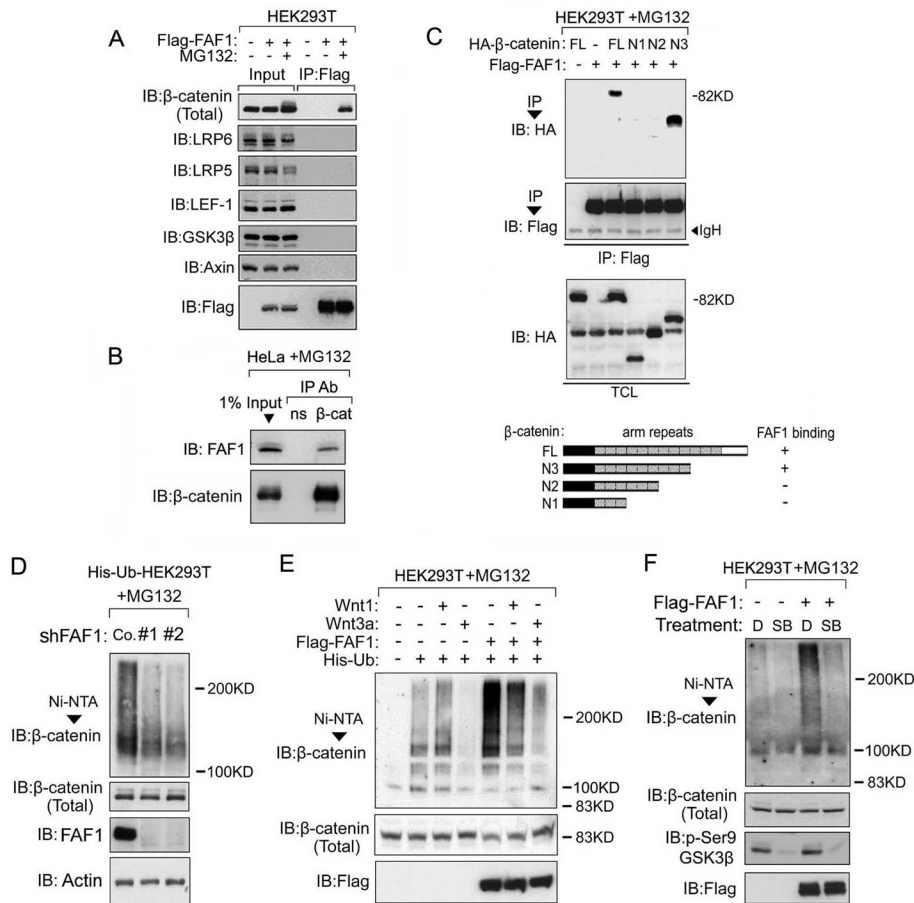 A
HEK293T
Flag-FAF1: - + + - + +
MG132: - - + - - +
Input IP:Flag
IB:β-catenin
(Total)
IB:LRP6
IB:LRP5
IB:LEF-1
IB:GSK3β
IB:Axin
IB:Flag
B
HeLa +MG132
IP Ab
1% Input ns β-cat
IB: FAF1
IB:β-catenin
C
HEK293T +MG132
HA-β-catenin: FL - FL N1 N2 N3
Flag-FAF1: - + + + + +
IP
IB: HA
-82KD
IP
IB: Flag
IgH
IP: Flag
IB: HA
-82KD
TCL
β-catenin: arm repeats FAF1 binding
FL +
N3 +
N2 -
N1 -
D
His-Ub-HEK293T
+MG132
shFAF1: Co. #1 #2
Ni-NTA
IB:β-catenin
200KD
100KD
IB:β-catenin
(Total)
IB: FAF1
IB: Actin
E
HEK293T +MG132
Wnt1: - - + - - + -
Wnt3a: - - - + - - +
Flag-FAF1: - - - - + + +
His-Ub: - + + + + + +
Ni-NTA
IB:β-catenin
200KD
100KD
83KD
IB:β-catenin
(Total)
83KD
IB:Flag
F
HEK293T +MG132
Flag-FAF1: - - + +
Treatment: D SB D SB
Ni-NTA
IB:β-catenin
200KD
100KD
83KD
IB:β-catenin
(Total)
IB:p-Ser9
GSK3β
IB:Flag